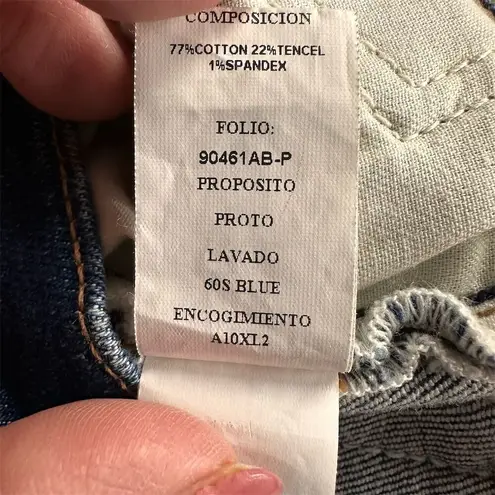 COMPOSICION
77%COTTON 22%TENCEL
1%SPANDEX
FOLIO:
90461AB-P
PROPOSITO
PROTO
LAVADO
60S BLUE
ENCOGIMIENTO
A10XL2